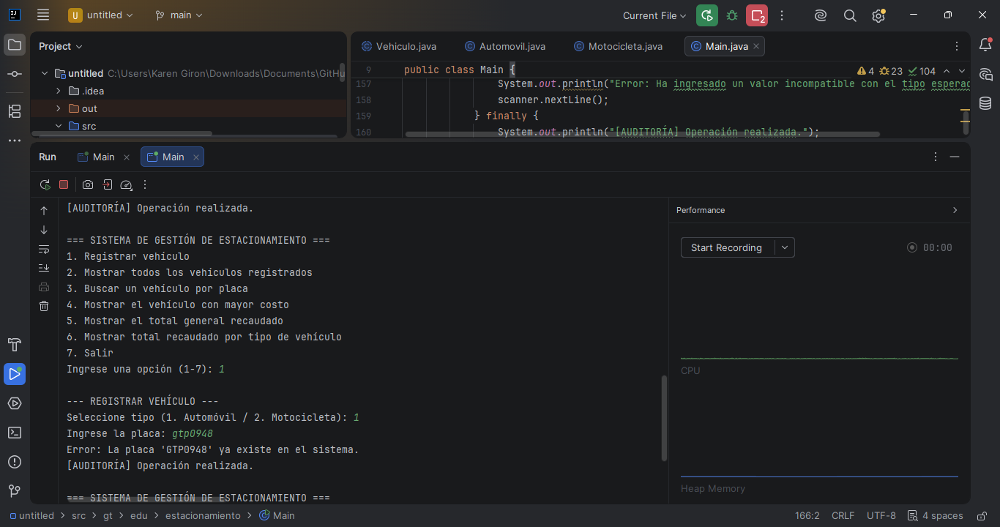 untitled
main
Current File
2
Project
Vehiculo.java
Automovil.java
Motocicleta.java
Main.java
untitled C:\Users\Karen Giron\Downloads\Documents\GitHu
.idea
out
src
9 public class Main {
4 23 104
157 System.out.println("Error: Ha ingresado un valor incompatible con el tipo esperad
158 scanner.nextLine();
159 } finally {
160 System.out.println("[AUDITORÍA] Operación realizada.");
Run
Main
Main
[AUDITORÍA] Operación realizada.
=== SISTEMA DE GESTIÓN DE ESTACIONAMIENTO ===
1. Registrar vehículo
2. Mostrar todos los vehículos registrados
3. Buscar un vehículo por placa
4. Mostrar el vehículo con mayor costo
5. Mostrar el total general recaudado
6. Mostrar total recaudado por tipo de vehículo
7. Salir
Ingrese una opción (1-7): 1
--- REGISTRAR VEHÍCULO ---
Seleccione tipo (1. Automóvil / 2. Motocicleta): 1
Ingrese la placa: gtp0948
Error: La placa 'GTP0948' ya existe en el sistema.
[AUDITORÍA] Operación realizada.
=== SISTEMA DE GESTIÓN DE ESTACIONAMIENTO ===
Performance
Start Recording
00:00
CPU
Heap Memory
untitled > src > gt > edu > estacionamiento > Main
166:2 CRLF UTF-8 4 spaces